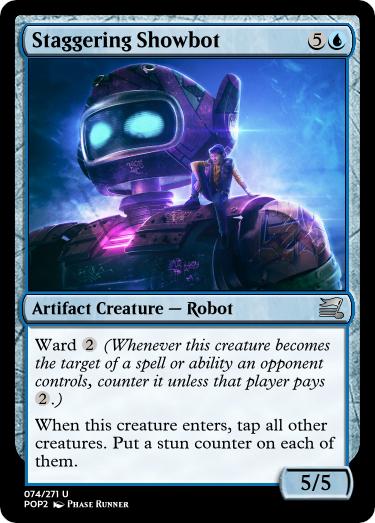 Staggering Showbot 5
Artifact Creature — Robot
Ward 2 (Whenever this creature becomes
the target of a spell or ability an opponent
controls, counter it unless that player pays
2.)
When this creature enters, tap all other
creatures. Put a stun counter on each of
them.
5/5
074/271 U
POP2 Phase Runner